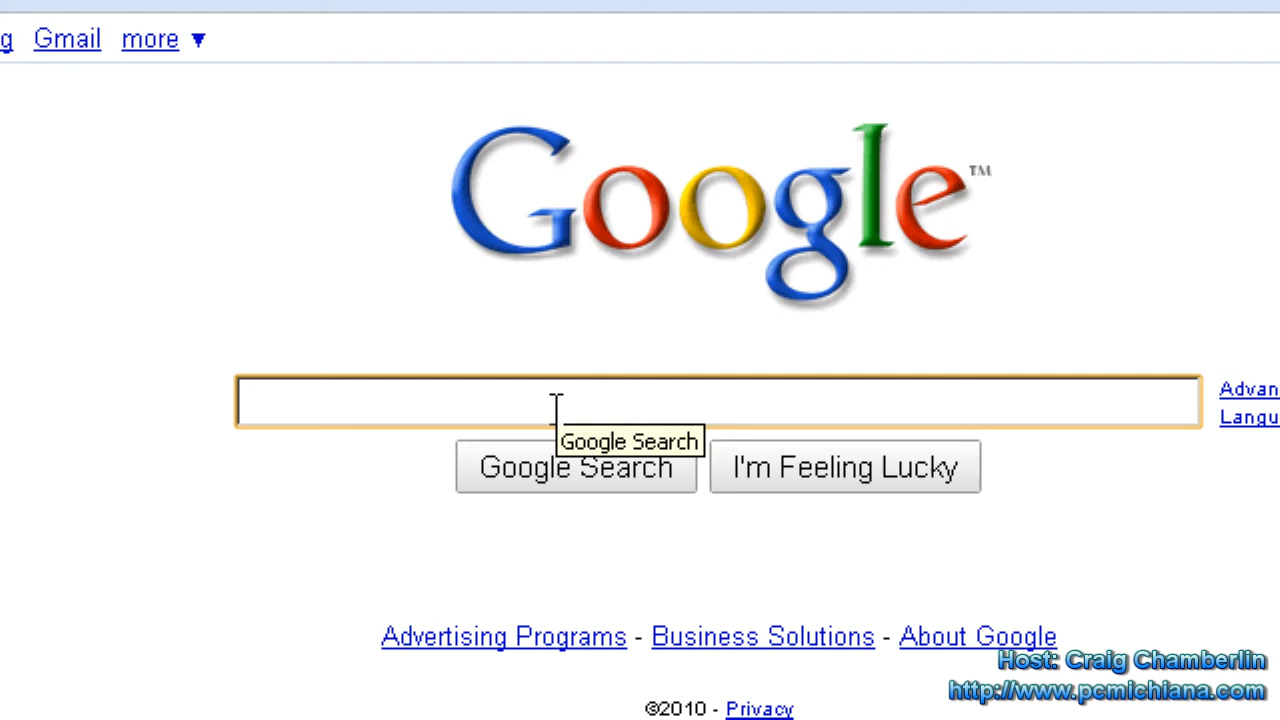 g Gmail more ▼
Google™
Advan
Langu
Google Search
Google Search I'm Feeling Lucky
Advertising Programs - Business Solutions - About Google
Host: Craig Chamberlin
http://www.pcmichiana.com
©2010 - Privacy